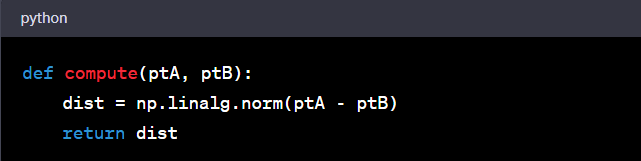 python
def compute(ptA, ptB):
    dist = np.linalg.norm(ptA - ptB)
    return dist